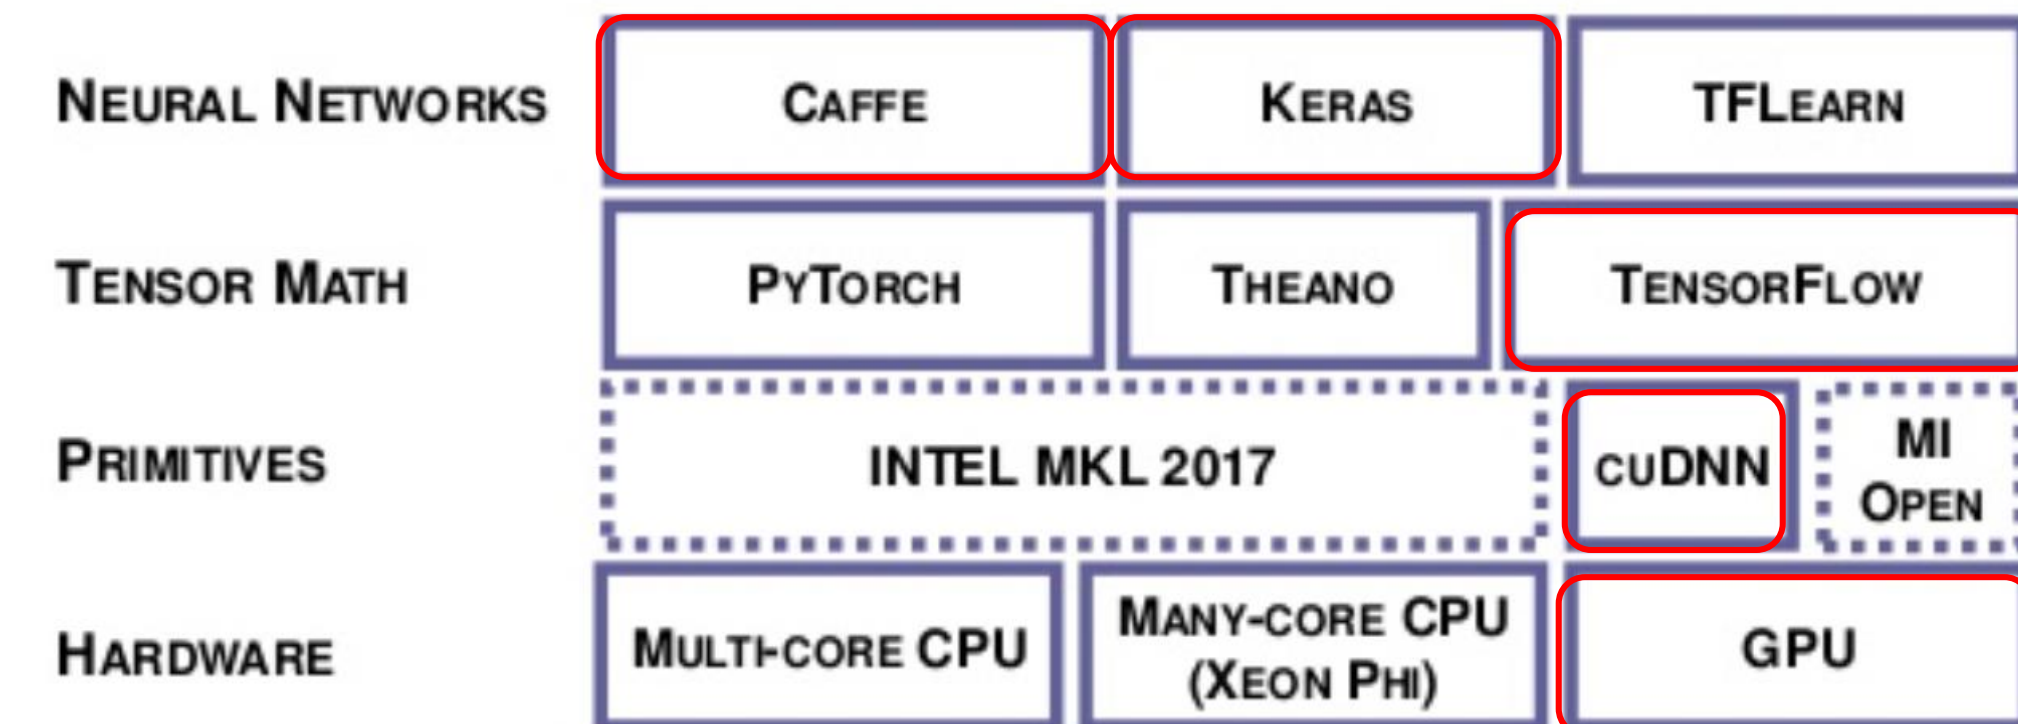 NEURAL NETWORKS CAFFE KERAS TFLEARN
TENSOR MATH PYTORCH THEANO TENSORFLOW
PRIMITIVES INTEL MKL 2017 CUDNN MI OPEN
HARDWARE MULTI-CORE CPU MANY-CORE CPU (XEON PHI) GPU